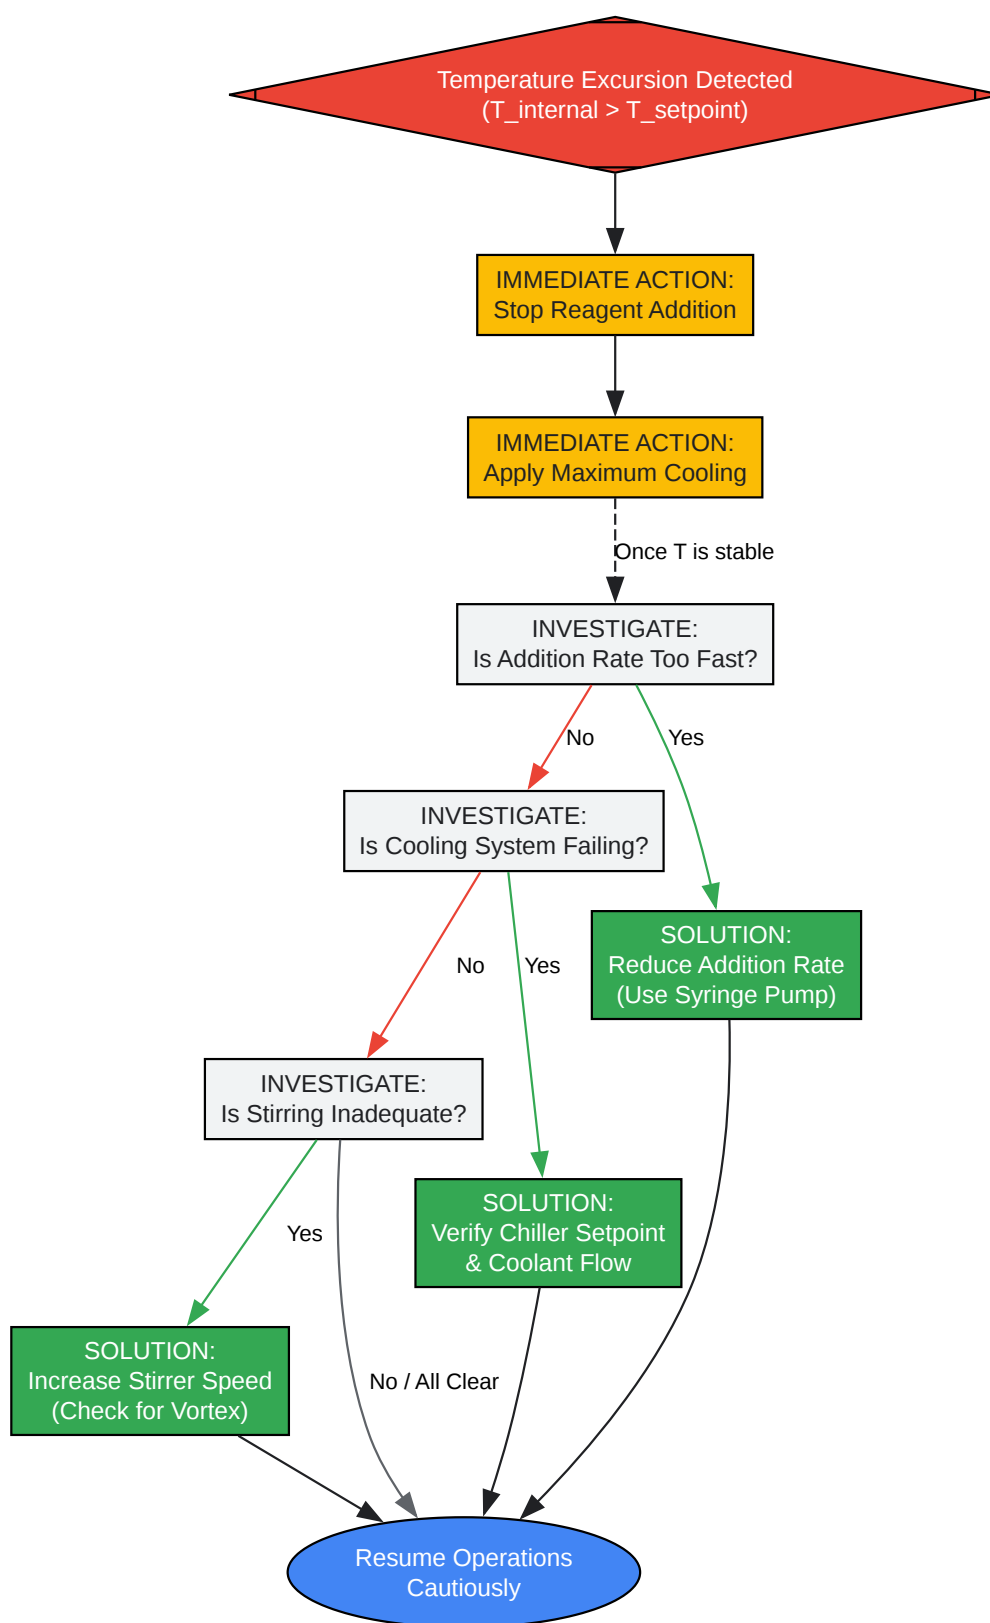 Temperature Excursion Detected
(T_internal > T_setpoint)
IMMEDIATE ACTION:
Stop Reagent Addition
IMMEDIATE ACTION:
Apply Maximum Cooling
Once T is stable
INVESTIGATE:
Is Addition Rate Too Fast?
No
Yes
INVESTIGATE:
Is Cooling System Failing?
SOLUTION:
Reduce Addition Rate
(Use Syringe Pump)
No
Yes
INVESTIGATE:
Is Stirring Inadequate?
SOLUTION:
Verify Chiller Setpoint
& Coolant Flow
Yes
SOLUTION:
Increase Stirrer Speed
(Check for Vortex)
No / All Clear
Resume Operations
Cautiously